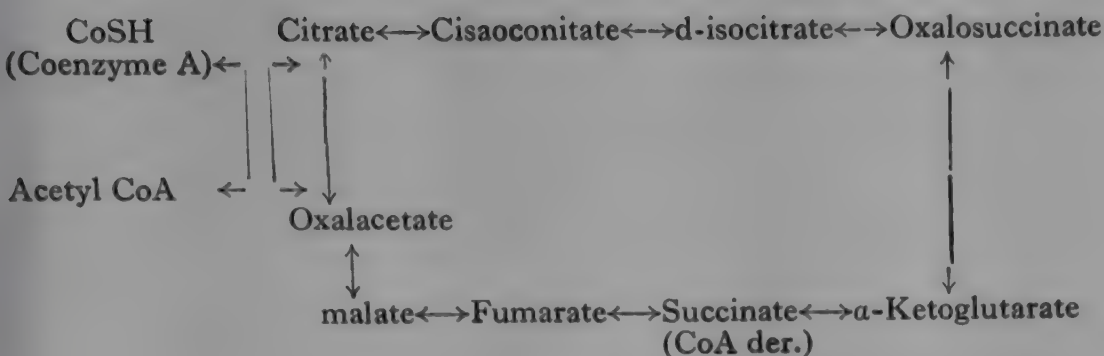 CoSH Citrate←→Cisaoconitate←→d-isocitrate←→Oxalosuccinate
(Coenzyme A)
Acetyl CoA
Oxalacetate
malate←→Fumarate←→Succinate←→α-Ketoglutarate
(CoA der.)